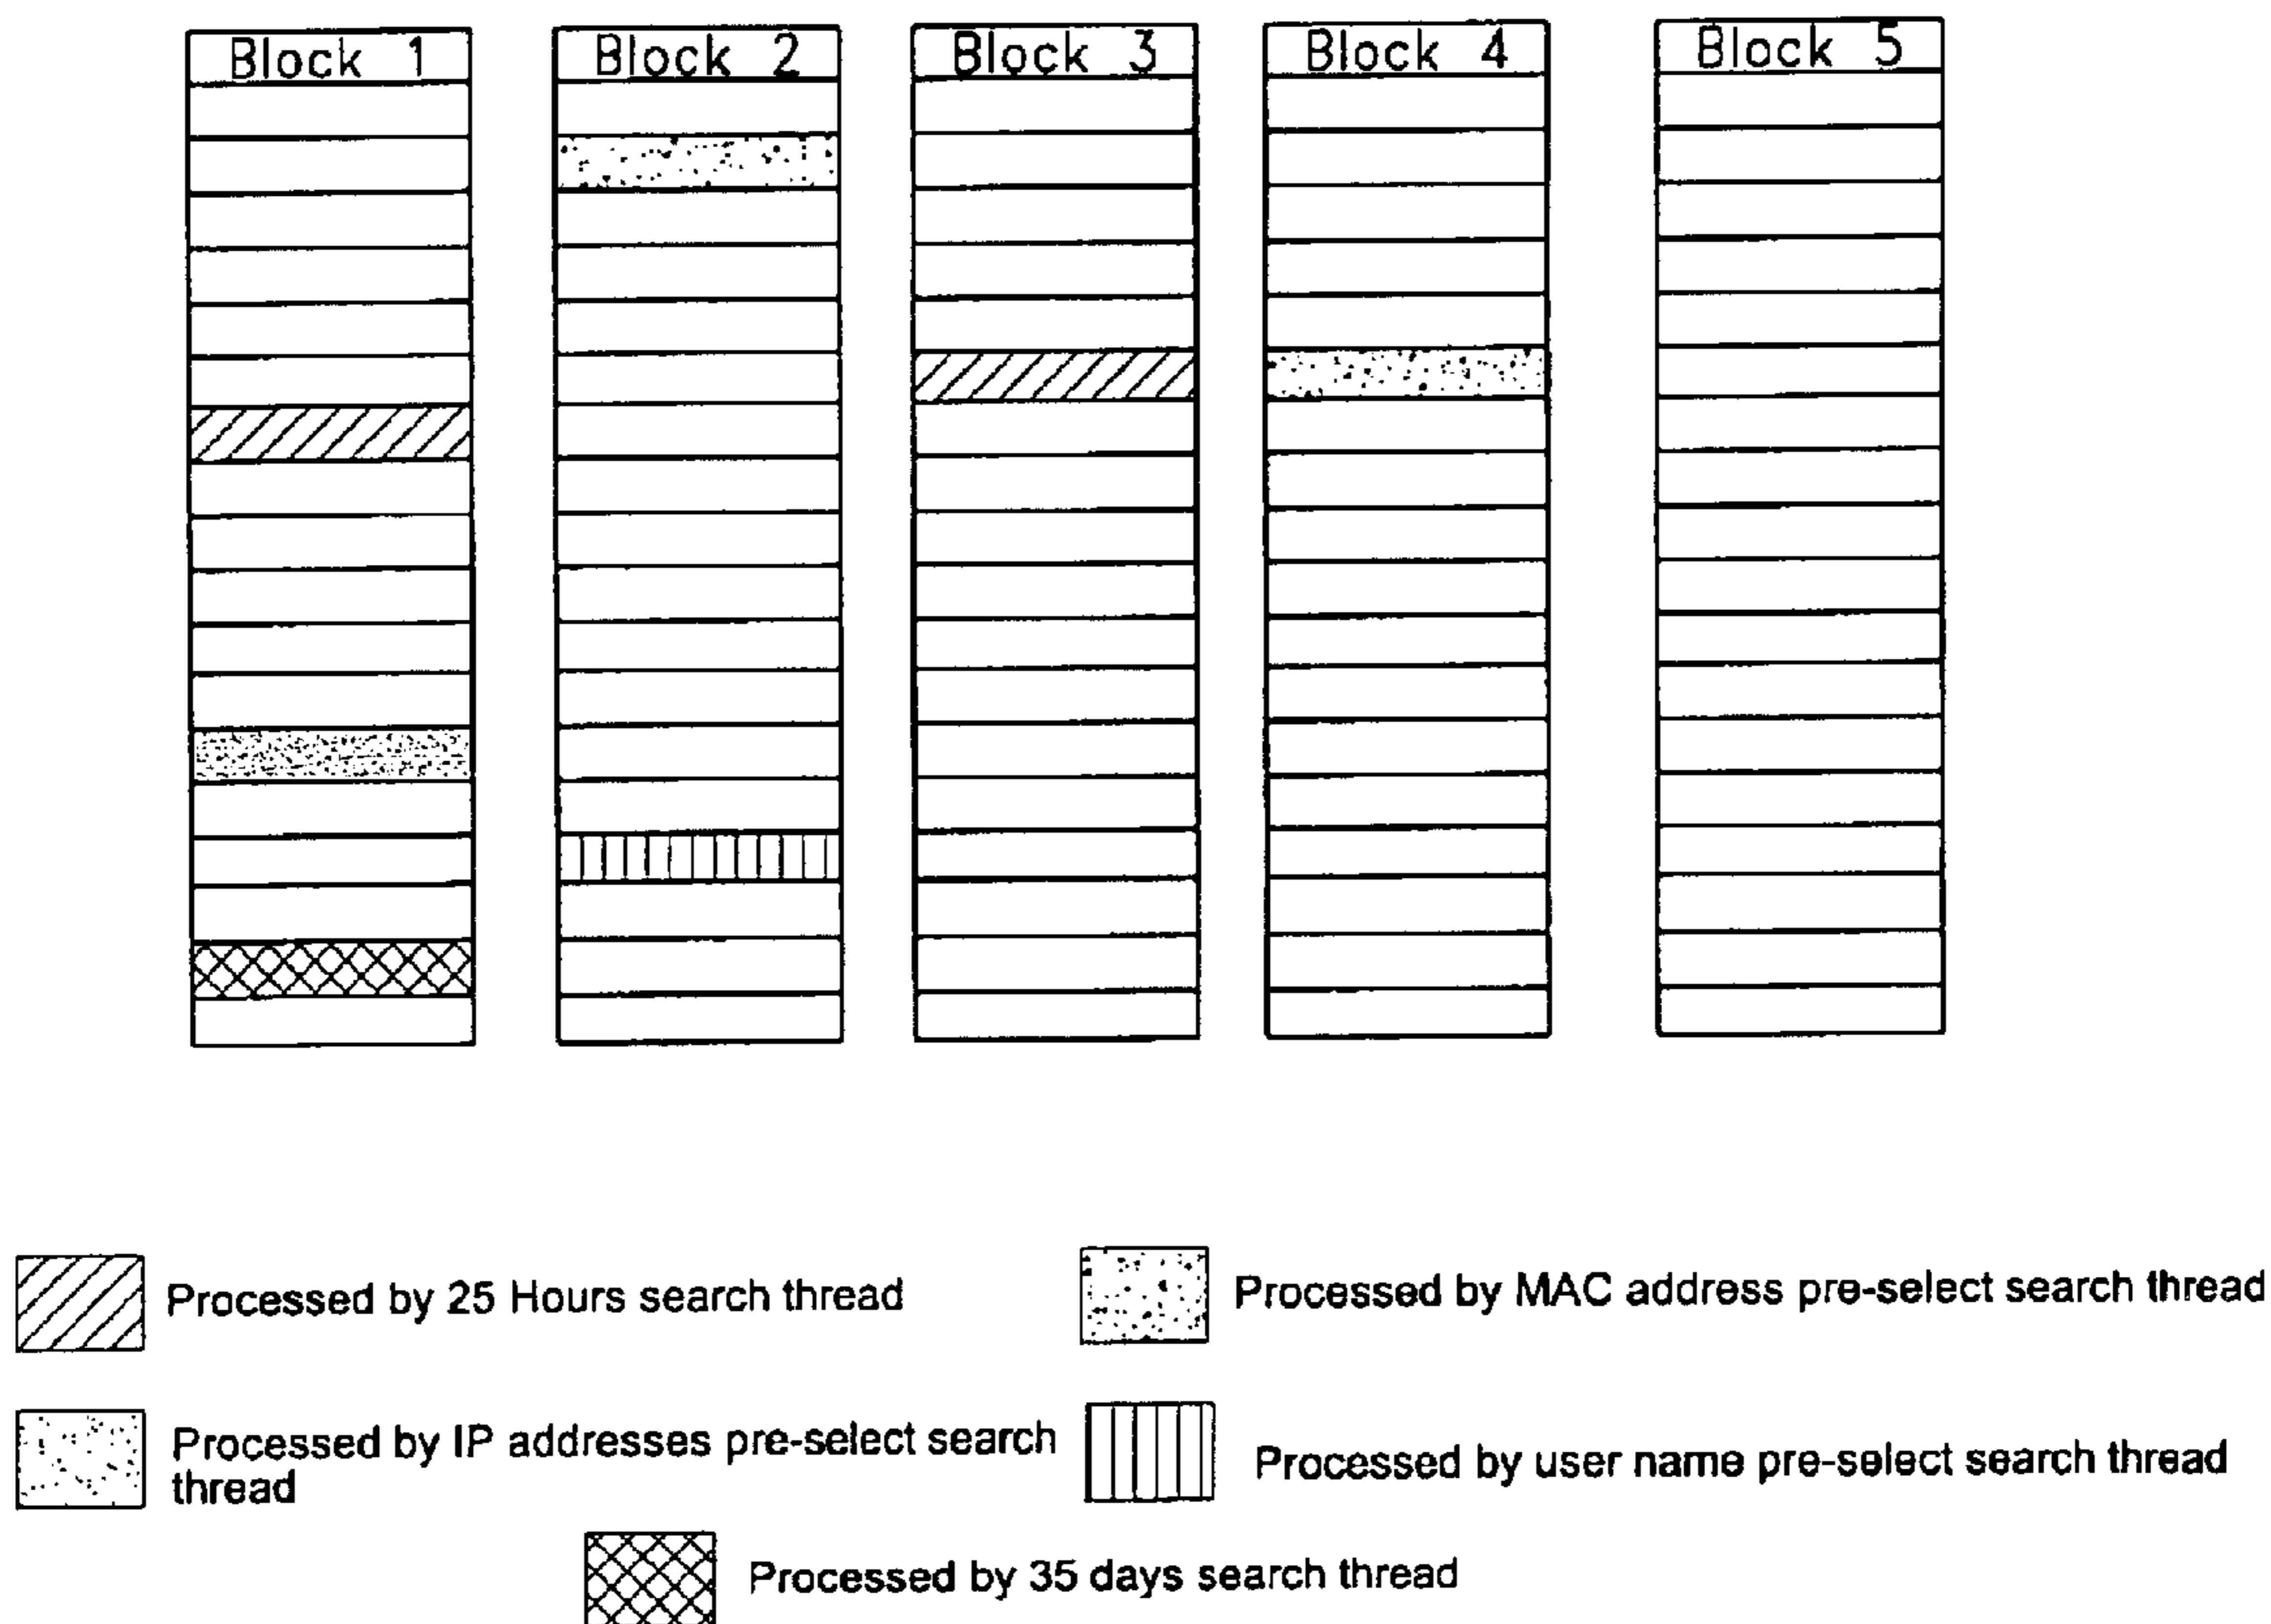 Block 1
Block 2
Block 3
Block 4
Block 5
Processed by 25 Hours search thread
Processed by MAC address pre-select search thread
Processed by IP addresses pre-select search
thread
Processed by user name pre-select search thread
Processed by 35 days search thread